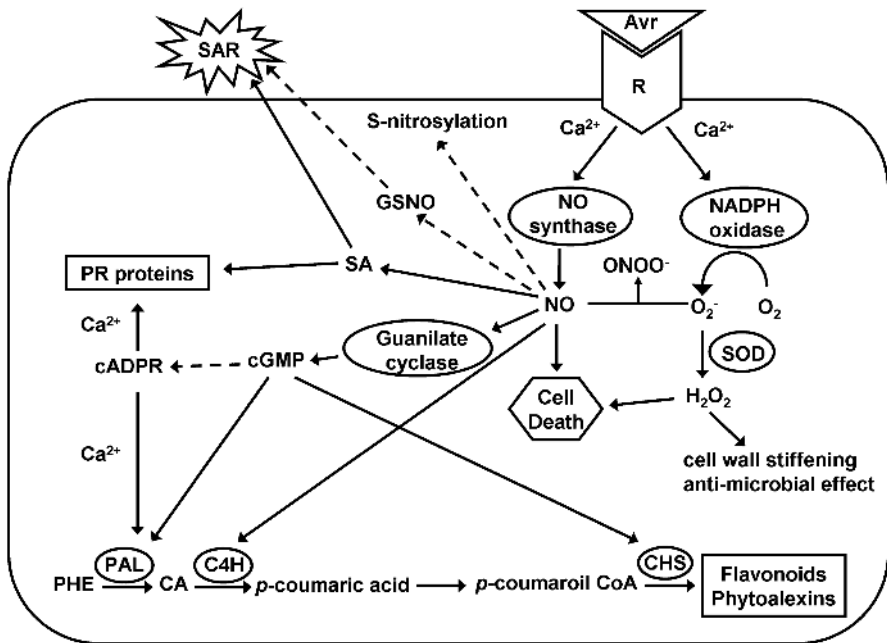 Avr
SAR
R
S-nitrosylation
Ca²⁺
Ca²⁺
GSNO
NO
synthase
NADPH
oxidase
PR proteins
SA
ONOO⁻
NO
O₂⁻
O₂
Ca²⁺
Guanilate
cyclase
SOD
cADPR
cGMP
Cell
Death
H₂O₂
Ca²⁺
cell wall stiffening
anti-microbial effect
PAL
C4H
CHS
PHE
CA
p-coumaric acid
p-coumaroil CoA
Flavonoids
Phytoalexins